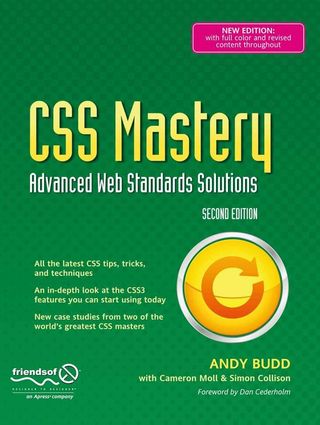 NEW EDITION:
with full color and revised
content throughout
CSS Mastery
Advanced Web Standards Solutions
SECOND EDITION
All the latest CSS tips, tricks,
and techniques
An in-depth look at the CSS3
features you can start using today
New case studies from two of the
world's greatest CSS masters
ANDY BUDD
with Cameron Moll & Simon Collison
Foreword by Dan Cederholm
friendsof
DESIGNER TO DESIGNER
an Apress company